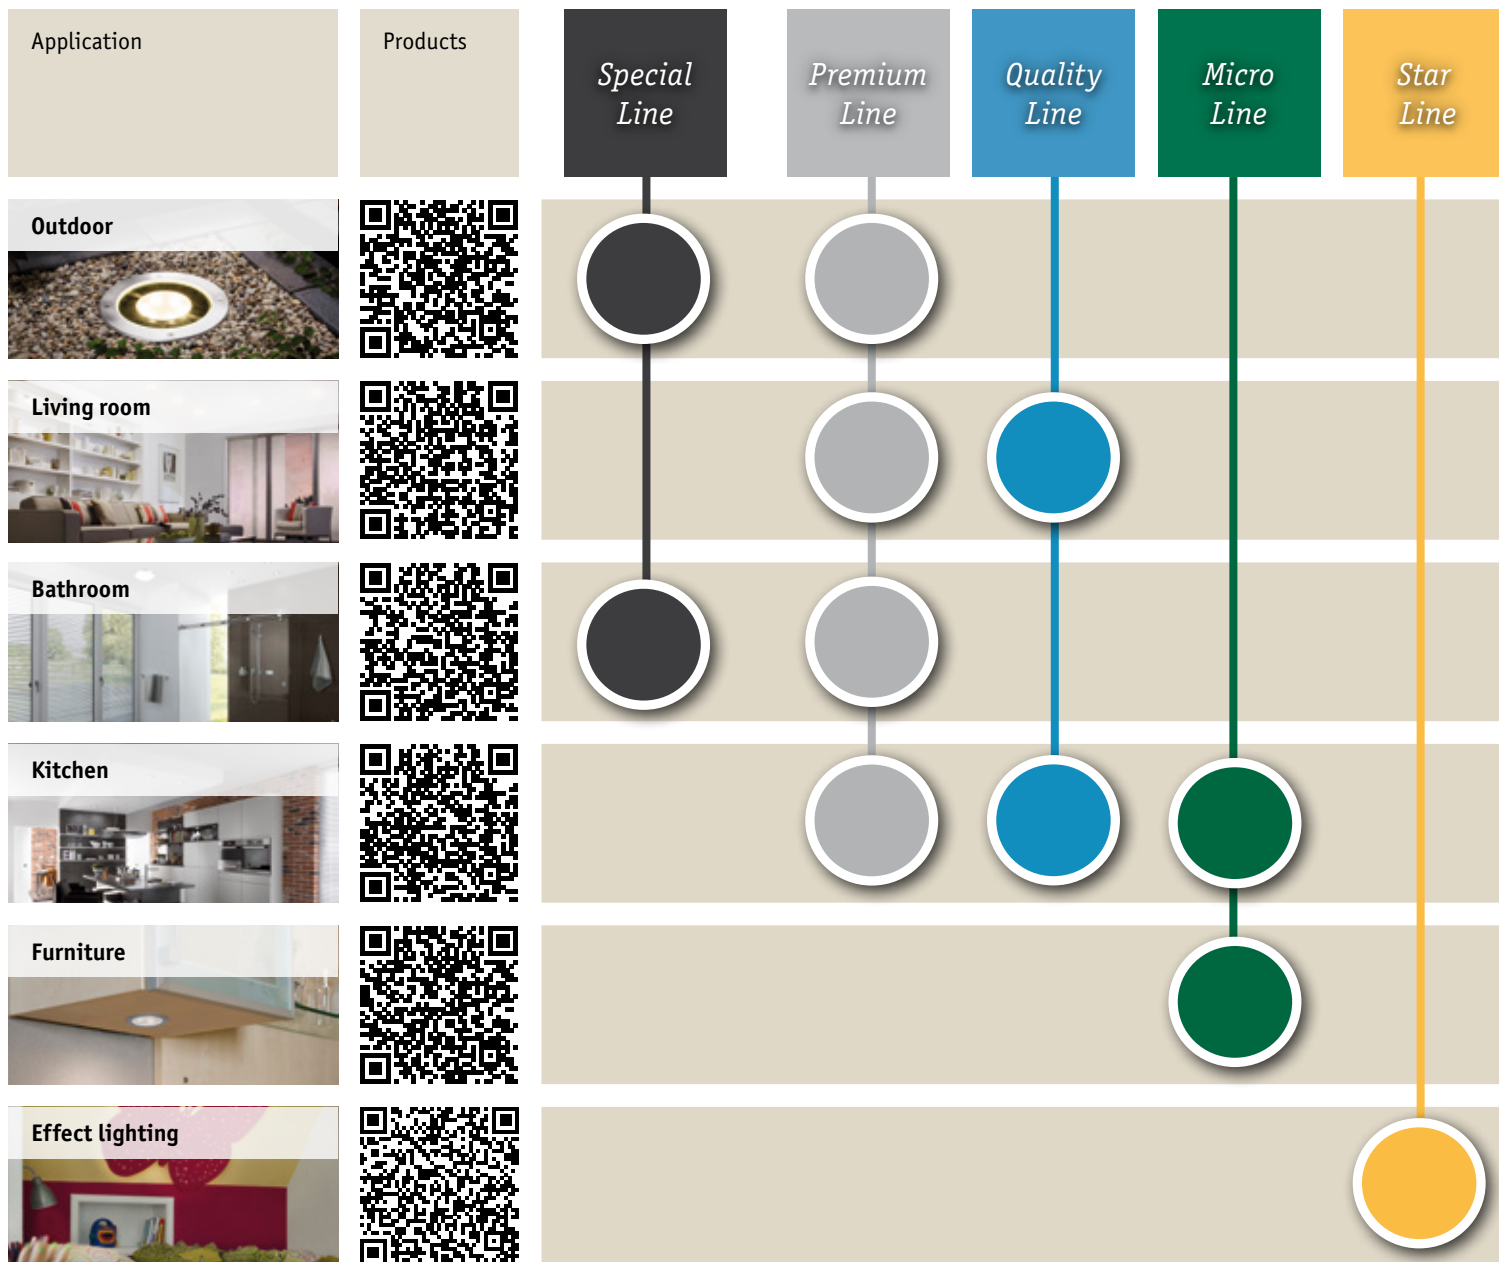 Application
Products
Special
Line
Premium
Line
Quality
Line
Micro
Line
Star
Line
Outdoor
Living room
Bathroom
Kitchen
Furniture
Effect lighting